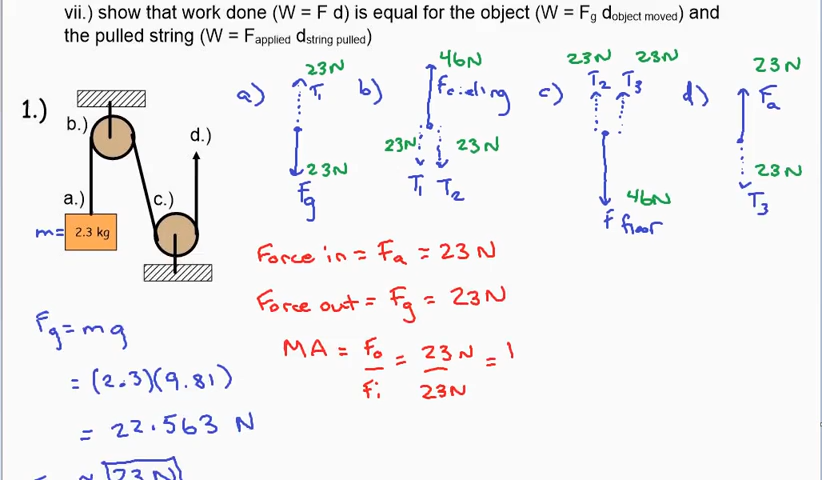 vii.) show that work done (W = F d) is equal for the object (W = Fg dobject moved) and
the pulled string (W = Fapplied dstring pulled)
1.)
b.)
d.)
a.)
c.)
m= 2.3 kg
a)
23N
T1
23N
Fg
b)
46N
Fcieling
23N
23N
T1 T2
c)
23N 23N
T2 T3
46N
F floor
d)
23N
Fa
23N
T3
Force in = Fa = 23 N
Force out = Fg = 23 N
MA = Fo/Fi = 23 N/23N = 1
Fg = mg
= (2.3)(9.81)
= 22.563 N
≈ 23 N